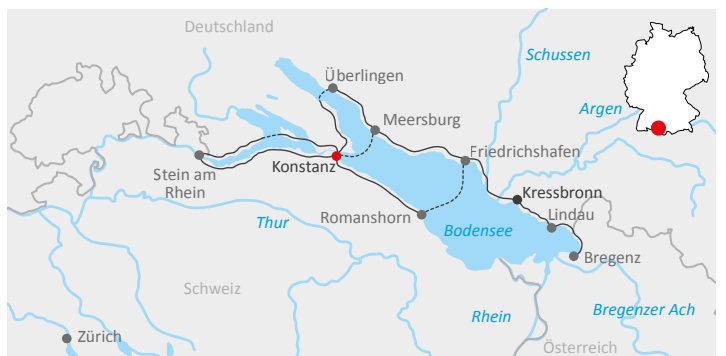 Deutschland
Schussen
Überlingen
Argen
Meersburg
Friedrichshafen
Konstanz
Stein am
Rhein
Kressbronn
Romanshorn
Lindau
Thur
Bodensee
Bregenz
Schweiz
Rhein
Bregenzer Ach
Zürich
Österreich